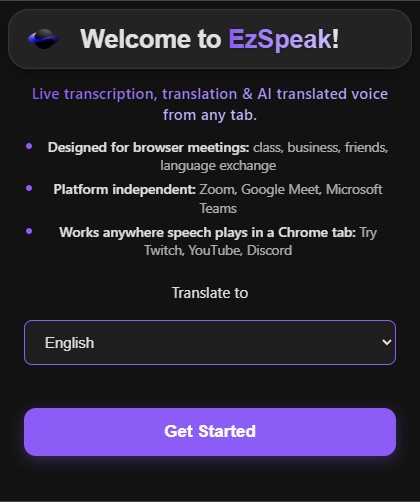 Welcome to EzSpeak!
Live transcription, translation & AI translated voice
from any tab.
Designed for browser meetings: class, business, friends,
language exchange
Platform independent: Zoom, Google Meet, Microsoft
Teams
Works anywhere speech plays in a Chrome tab: Try
Twitch, YouTube, Discord
Translate to
English
Get Started